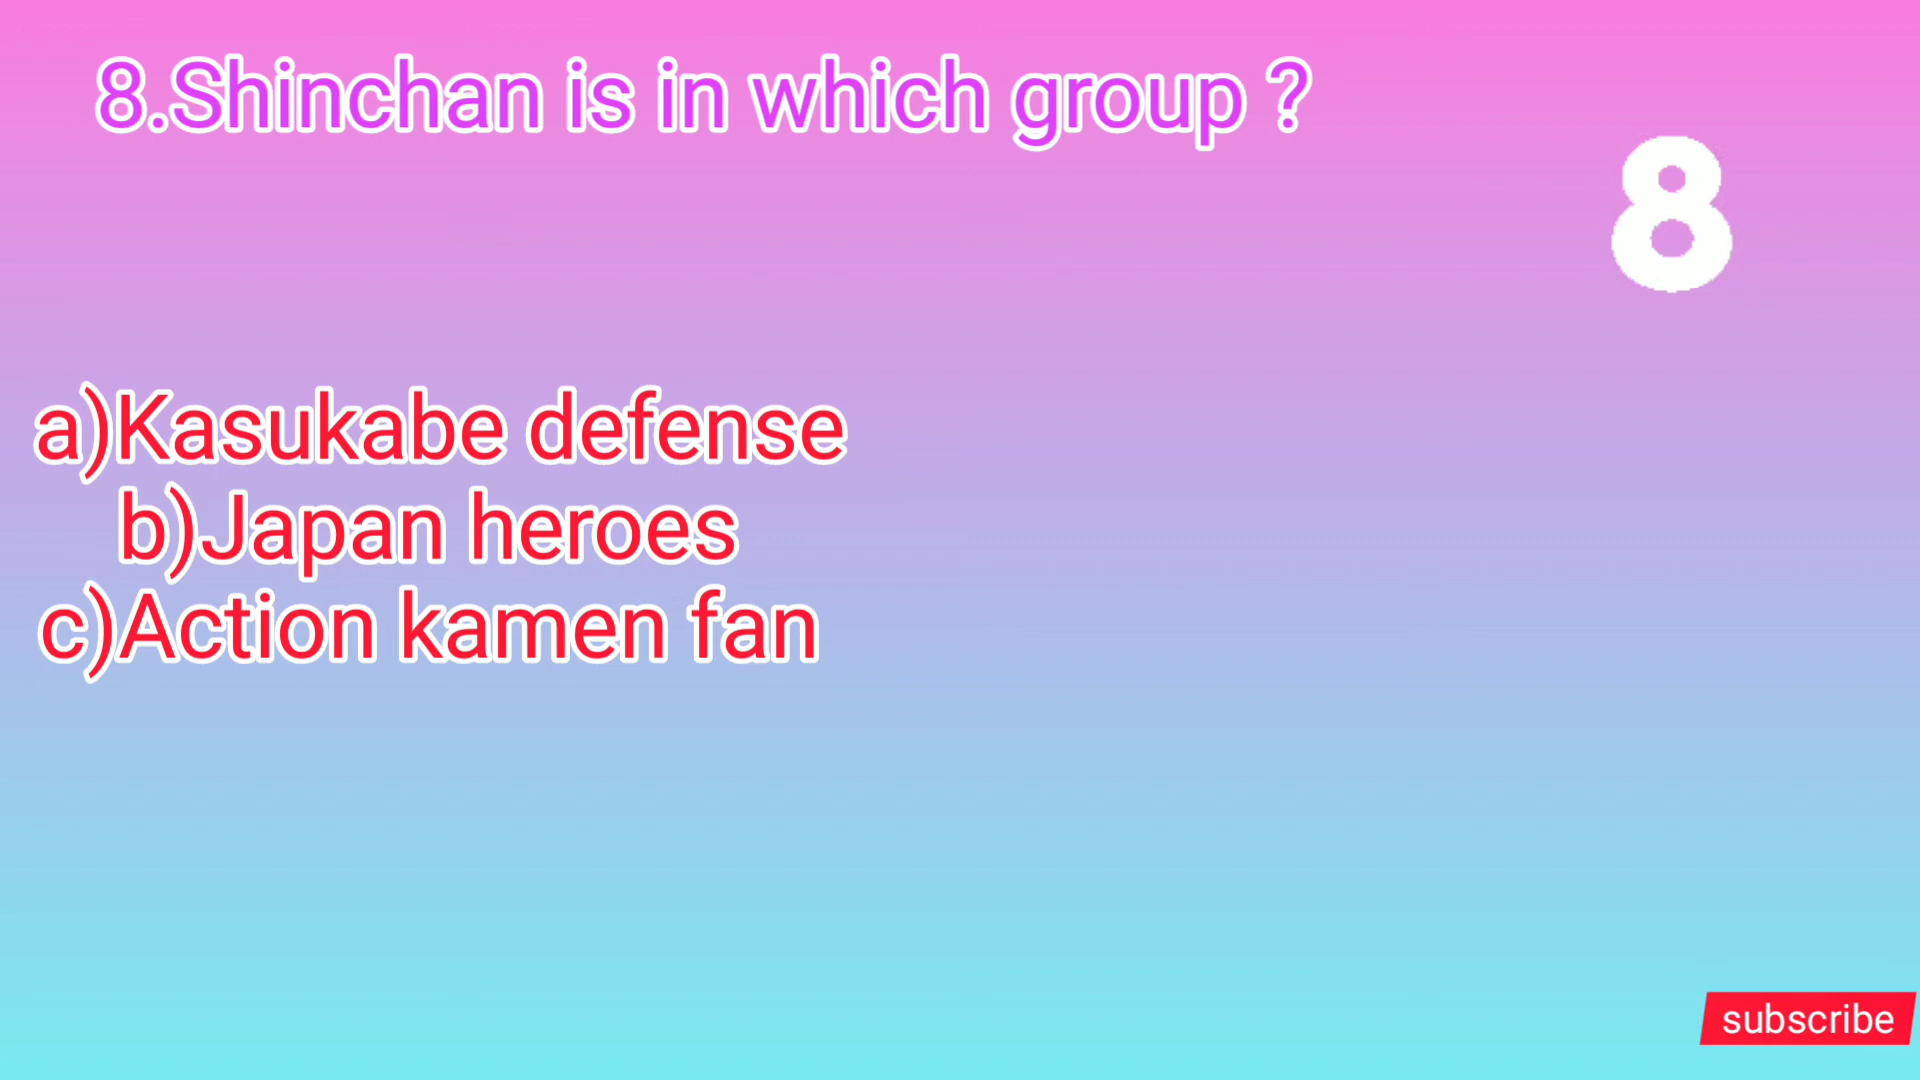 8.Shinchan is in which group ?
8
a)Kasukabe defense
b)Japan heroes
c)Action kamen fan
subscribe